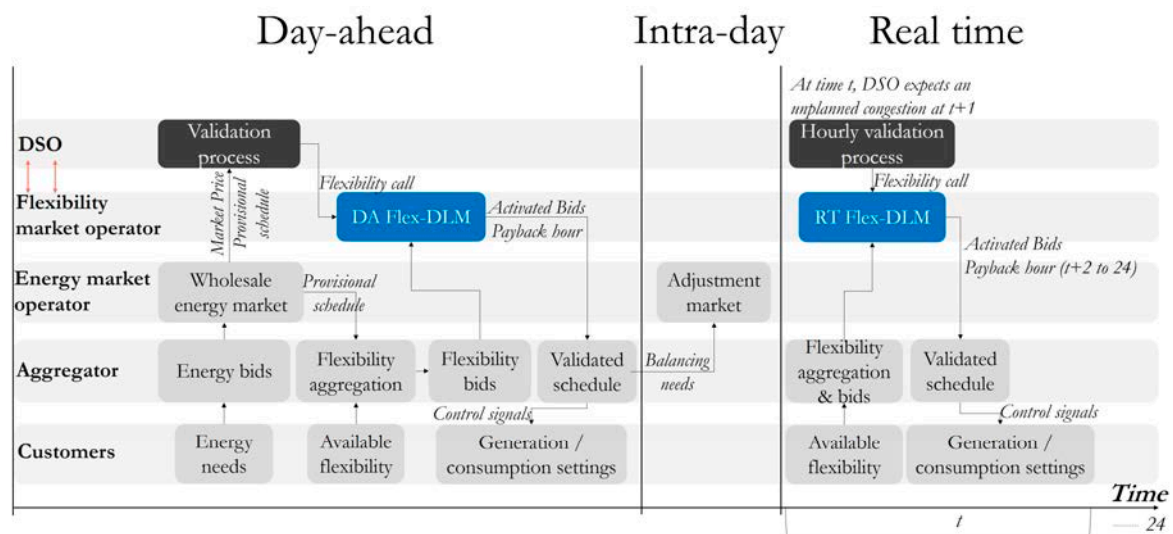 Day-ahead
Intra-day
Real time
At time t, DSO expects an
unplanned congestion at t+1
DSO
Validation
process
Hourly validation
process
Flexibility call
Flexibility call
Market Price
Provisional
schedule
Flexibility
market operator
DA Flex-DLM
Activated Bids
Payback hour
RT Flex-DLM
Activated Bids
Payback hour (t+2 to 24)
Energy market
operator
Wholesale
energy market
Provisional
schedule
Adjustment
market
Aggregator
Energy bids
Flexibility
aggregation
Flexibility
bids
Validated
schedule
Balancing
needs
Flexibility
aggregation
& bids
Validated
schedule
Control signals
Control signals
Customers
Energy
needs
Available
flexibility
Generation /
consumption settings
Available
flexibility
Generation /
consumption settings
Time
t
24